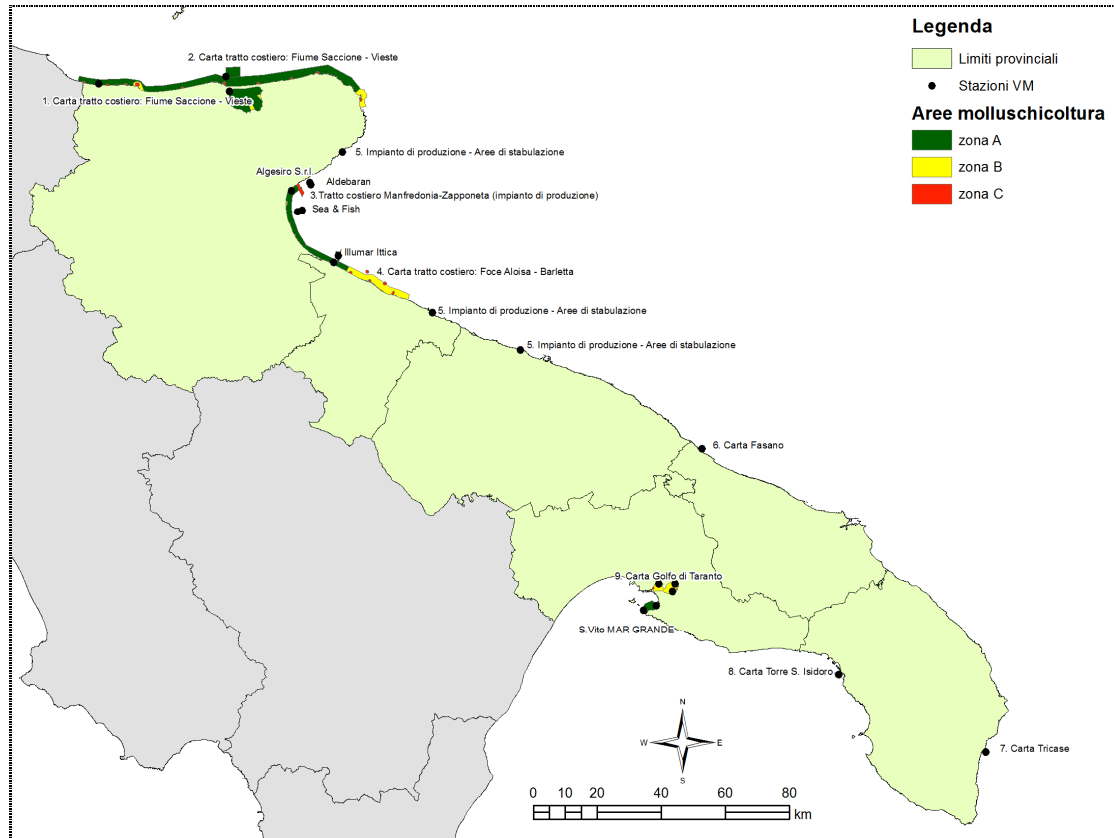 Legenda
Limiti provinciali
Stazioni VM
Aree molluschicoltura
zona A
zona B
zona C
2. Carta tratto costiero: Fiume Saccione - Vieste
1. Carta tratto costiero: Fiume Saccione - Vieste
5. Impianto di produzione - Aree di stabulazione
Algesiro S.r.l.
Aldebaran
3.Tratto costiero Manfredonia-Zapponeta (impianto di produzione)
Sea & Fish
Illumar Ittica
4. Carta tratto costiero: Foce Aloisa - Barletta
5. Impianto di produzione - Aree di stabulazione
5. Impianto di produzione - Aree di stabulazione
6. Carta Fasano
9. Carta Golfo di Taranto
S.Vito MAR GRANDE
8. Carta Torre S. Isidoro
7. Carta Tricase
N
W E
S
0 5 10 20 40 60 80
km